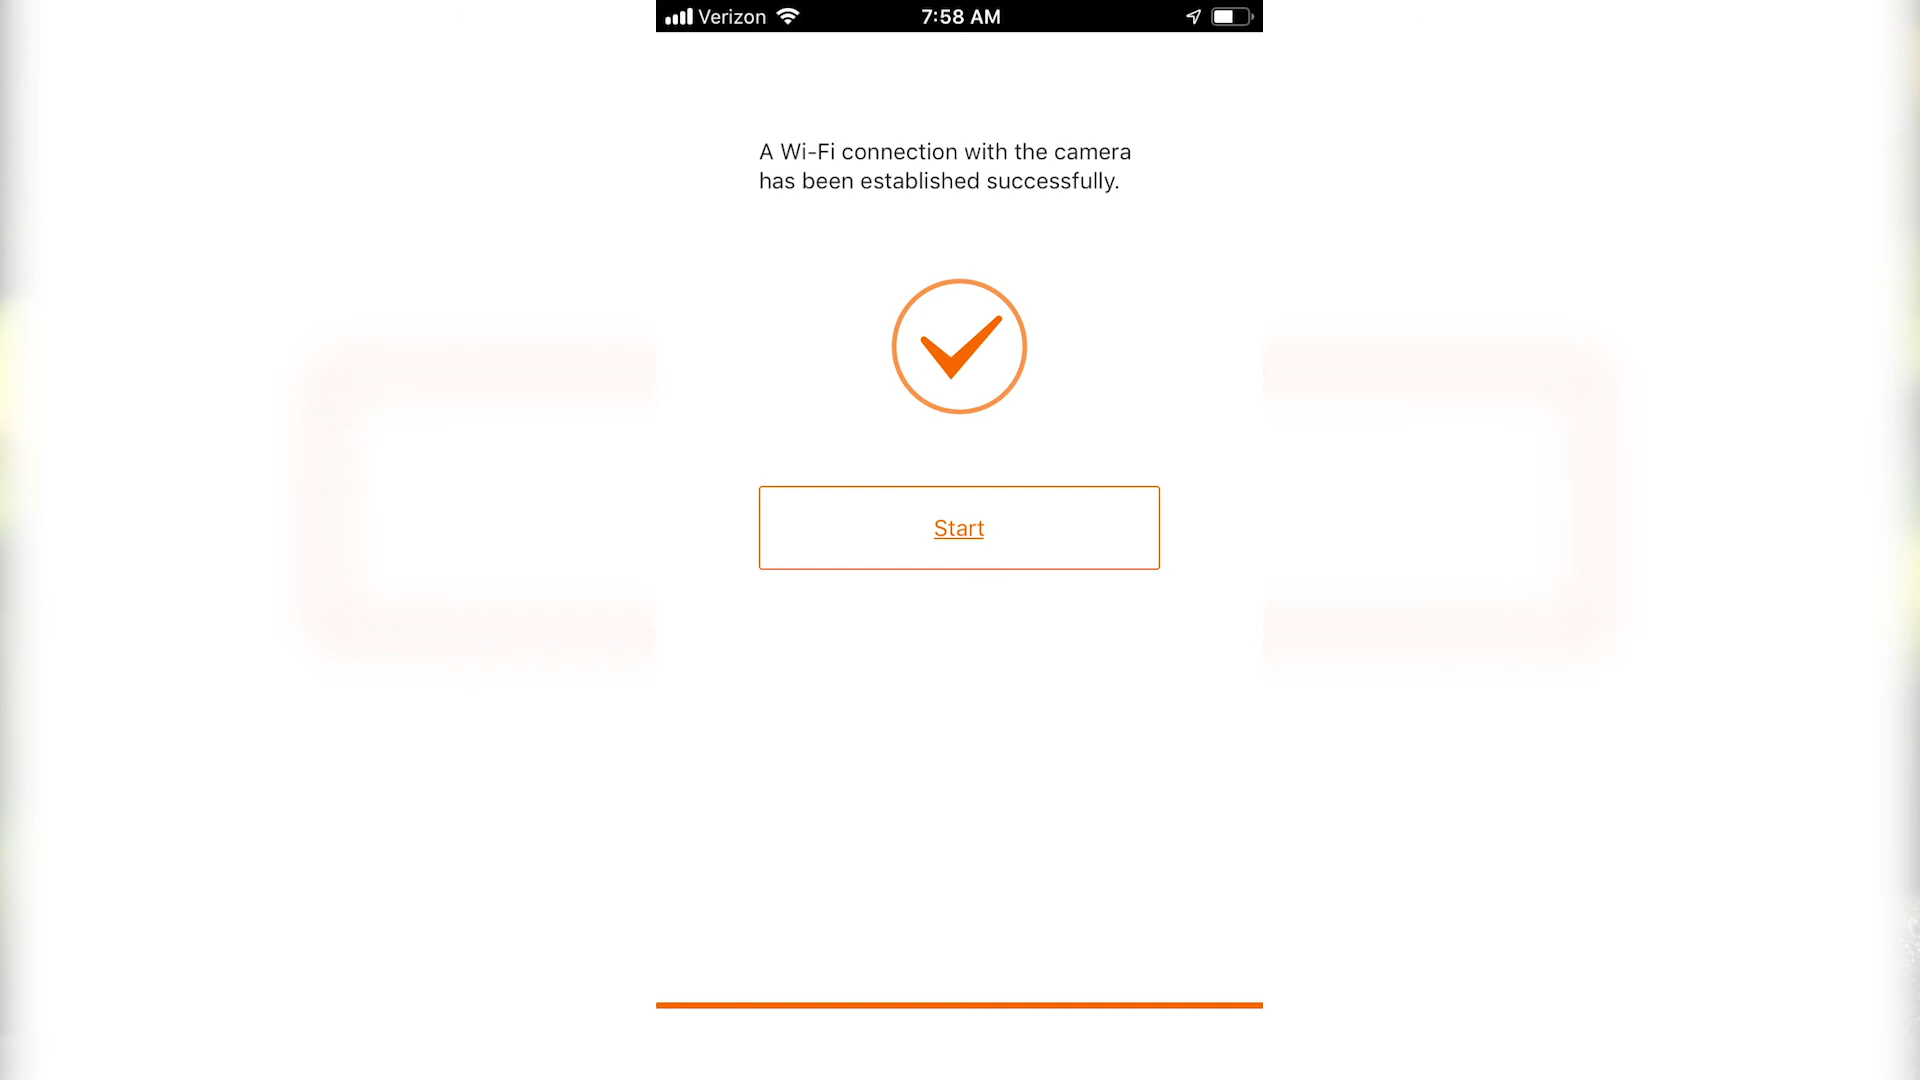 Verizon 7:58 AM
A Wi-Fi connection with the camera
has been established successfully.
Start